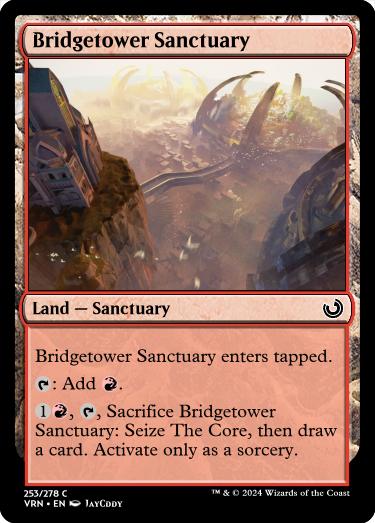 Bridgetower Sanctuary
Land — Sanctuary
Bridgetower Sanctuary enters tapped.
: Add .
1 , , Sacrifice Bridgetower
Sanctuary: Seize The Core, then draw
a card. Activate only as a sorcery.
253/278 C
VRN • EN JayCddy
™ & © 2024 Wizards of the Coast